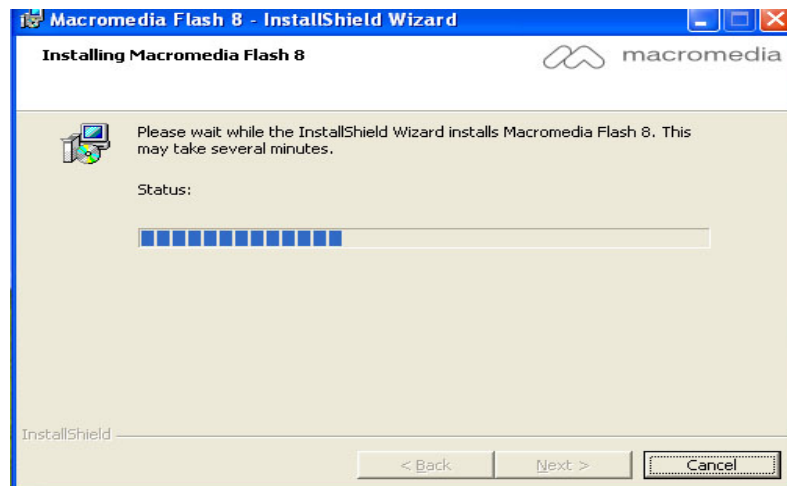 Macromedia Flash 8 - InstallShield Wizard
Installing Macromedia Flash 8
macromedia
Please wait while the InstallShield Wizard installs Macromedia Flash 8. This
may take several minutes.
Status:
InstallShield
< Back
Next >
Cancel